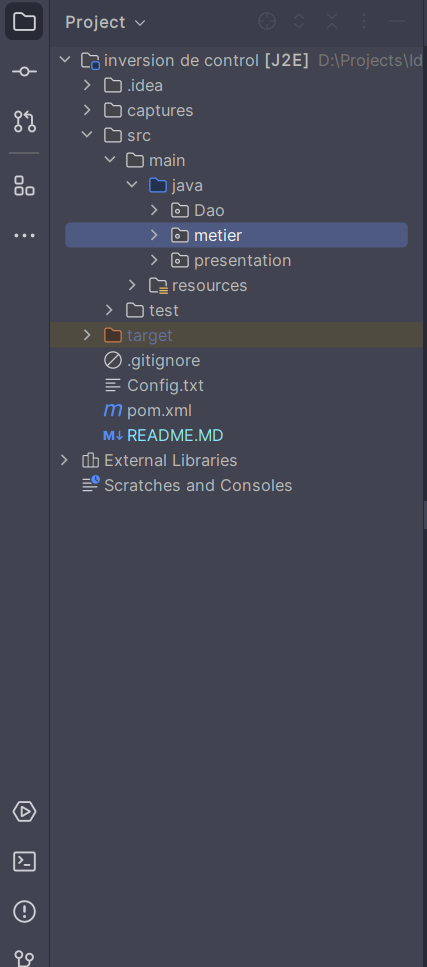 Project
inversion de control [J2E] D:\Projects\Id
.idea
captures
src
main
java
Dao
metier
presentation
resources
test
target
.gitignore
Config.txt
m pom.xml
M↓ README.MD
External Libraries
Scratches and Consoles